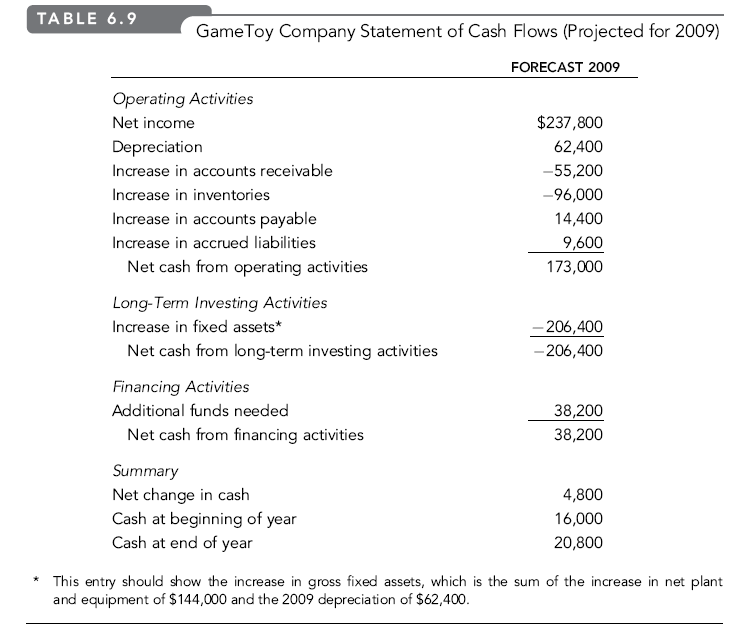 TABLE 6.9
GameToy Company Statement of Cash Flows (Projected for 2009)
FORECAST 2009
Operating Activities
Net income $237,800
Depreciation 62,400
Increase in accounts receivable −55,200
Increase in inventories −96,000
Increase in accounts payable 14,400
Increase in accrued liabilities 9,600
Net cash from operating activities 173,000
Long-Term Investing Activities
Increase in fixed assets* −206,400
Net cash from long-term investing activities −206,400
Financing Activities
Additional funds needed 38,200
Net cash from financing activities 38,200
Summary
Net change in cash 4,800
Cash at beginning of year 16,000
Cash at end of year 20,800
* This entry should show the increase in gross fixed assets, which is the sum of the increase in net plant
and equipment of $144,000 and the 2009 depreciation of $62,400.